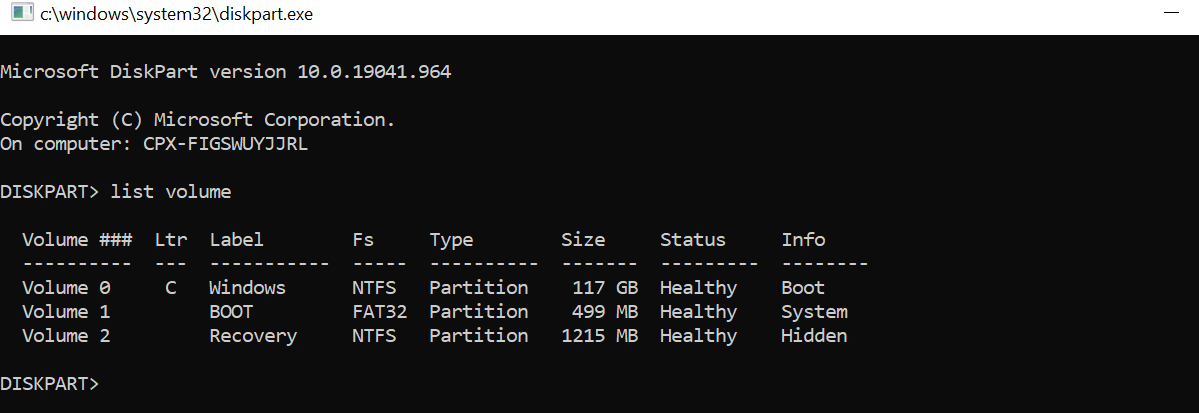 c:\windows\system32\diskpart.exe
Microsoft DiskPart version 10.0.19041.964
Copyright (C) Microsoft Corporation.
On computer: CPX-FIGSWUYJJRL
DISKPART> list volume
  Volume ###  Ltr  Label        Fs     Type        Size     Status     Info
  ----------  ---  -----------  -----  ----------  -------  ---------  --------
  Volume 0     C   Windows      NTFS   Partition    117 GB  Healthy    Boot
  Volume 1         BOOT         FAT32  Partition    499 MB  Healthy    System
  Volume 2         Recovery     NTFS   Partition   1215 MB  Healthy    Hidden
DISKPART>